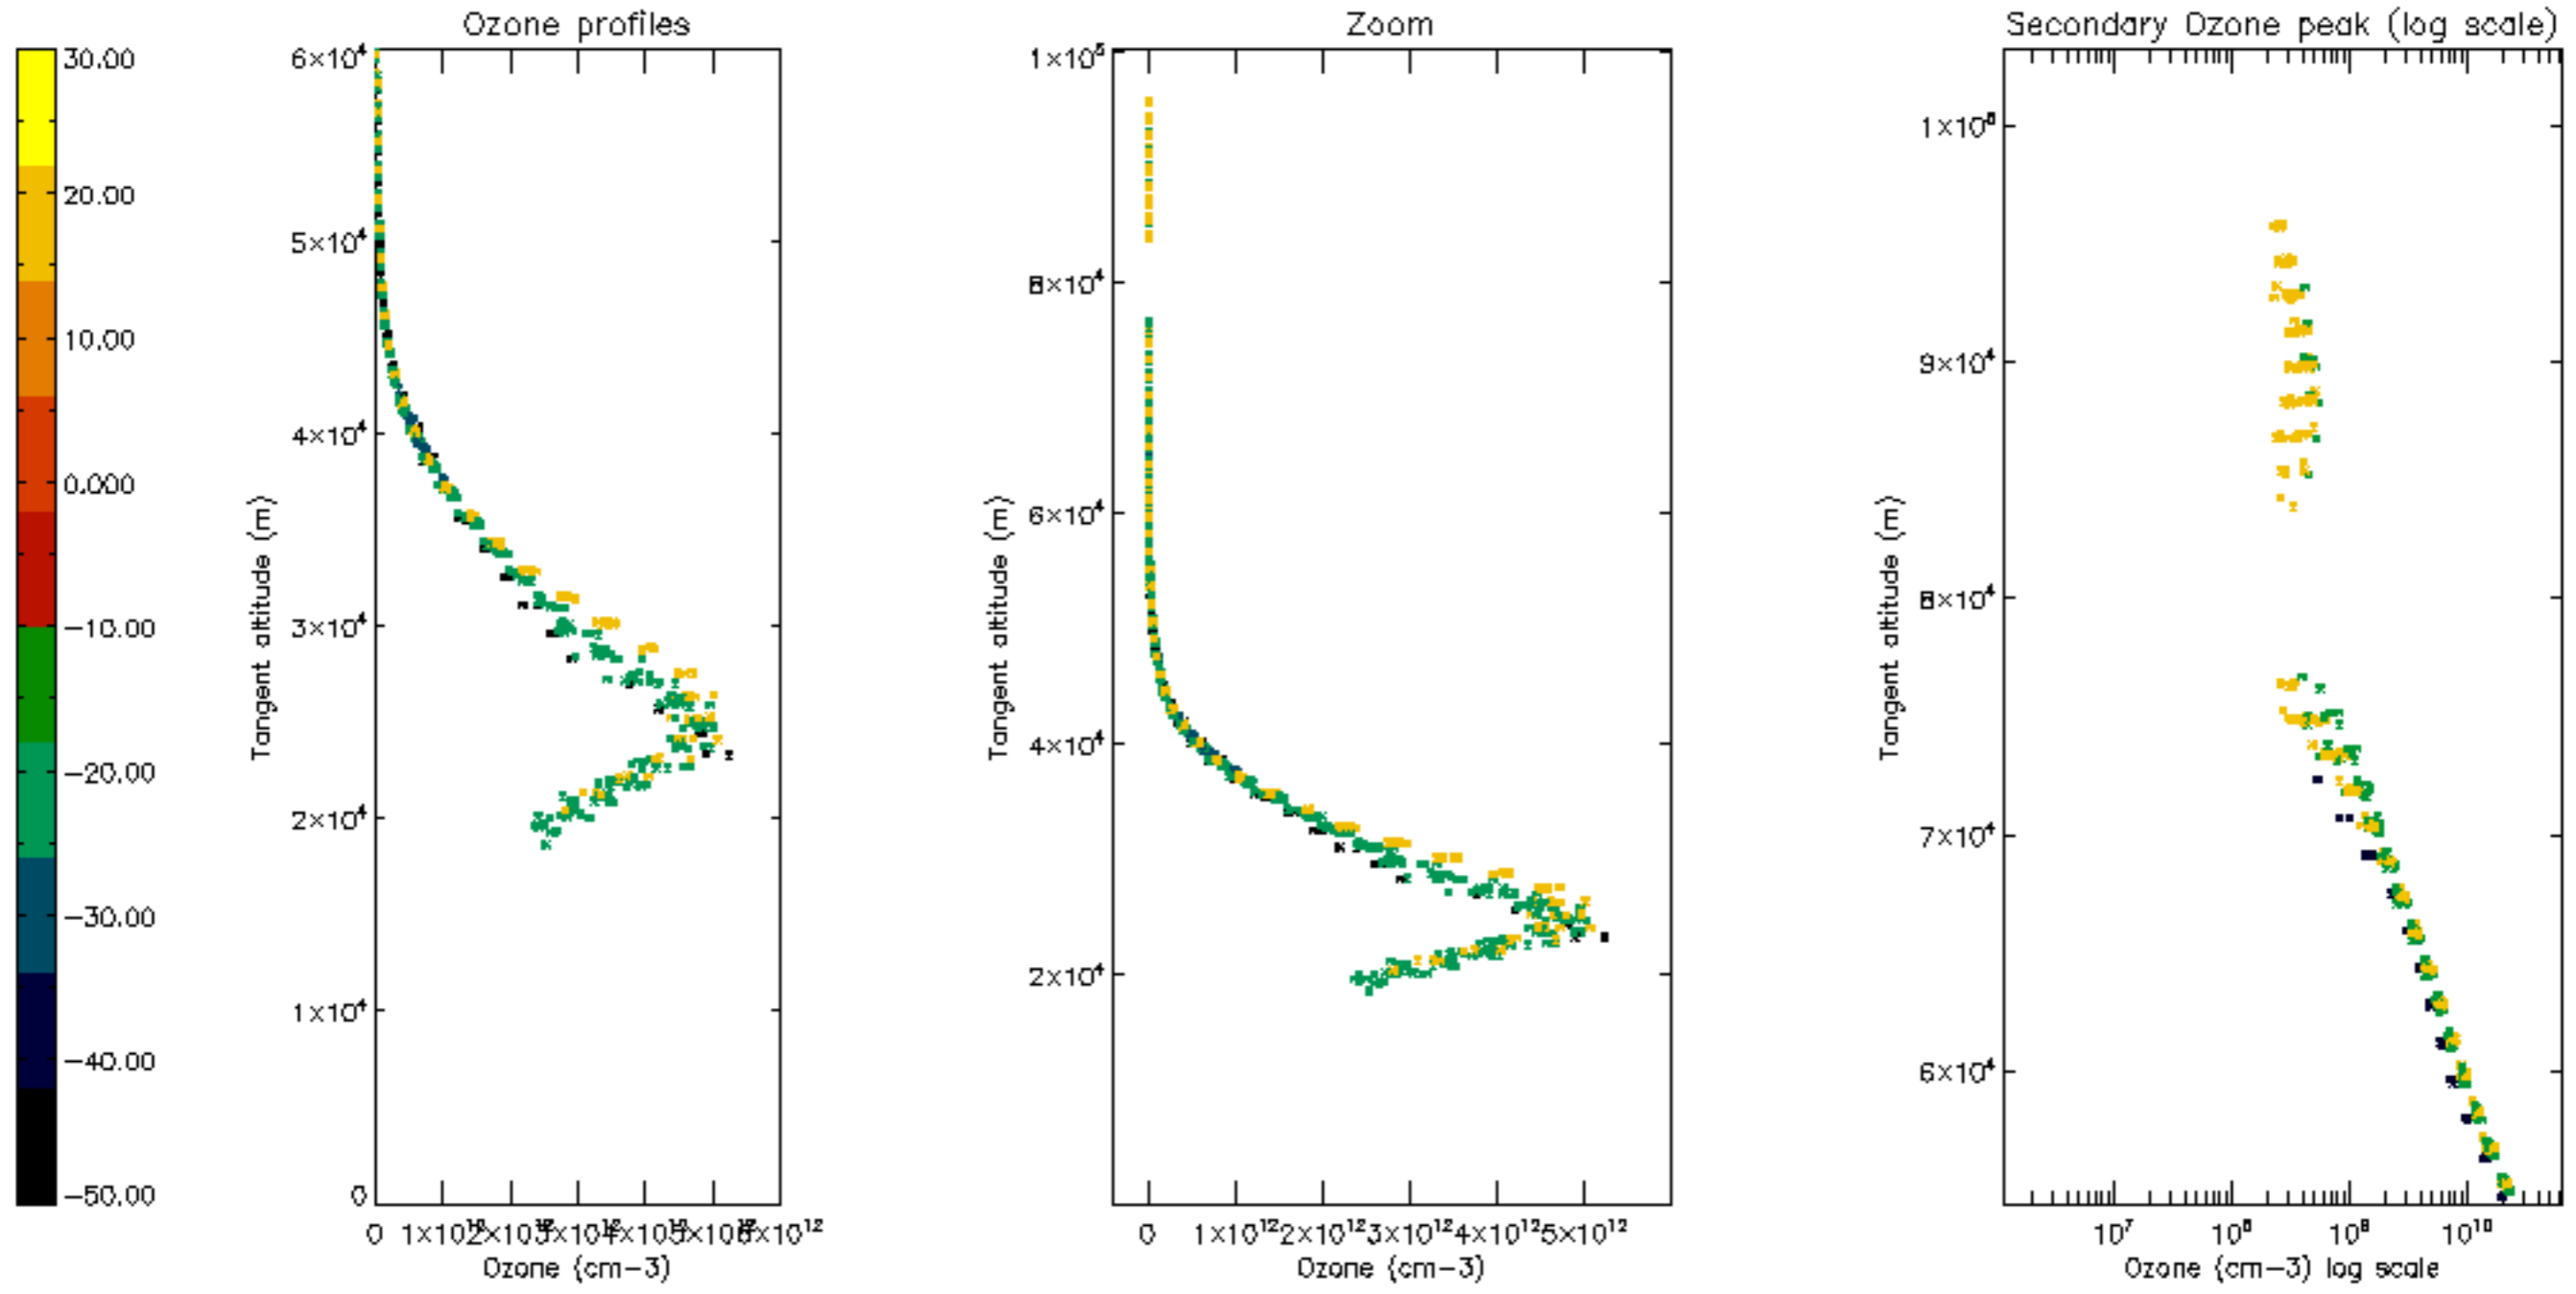 Ozone profiles
Zoom
Secondary Ozone peak (log scale)
30.00
20.00
10.00
0.000
−10.00
−20.00
−30.00
−40.00
−50.00
6×10⁴
5×10⁴
4×10⁴
3×10⁴
2×10⁴
1×10⁴
0
Tangent altitude (m)
0
Ozone (cm−3)
1×10⁵
8×10⁴
6×10⁴
4×10⁴
2×10⁴
Tangent altitude (m)
0 1×10¹² 2×10¹² 3×10¹² 4×10¹² 5×10¹²
Ozone (cm−3)
1×10⁵
9×10⁴
8×10⁴
7×10⁴
6×10⁴
Tangent altitude (m)
10⁷ 10⁸ 10⁹ 10¹⁰
Ozone (cm−3) log scale